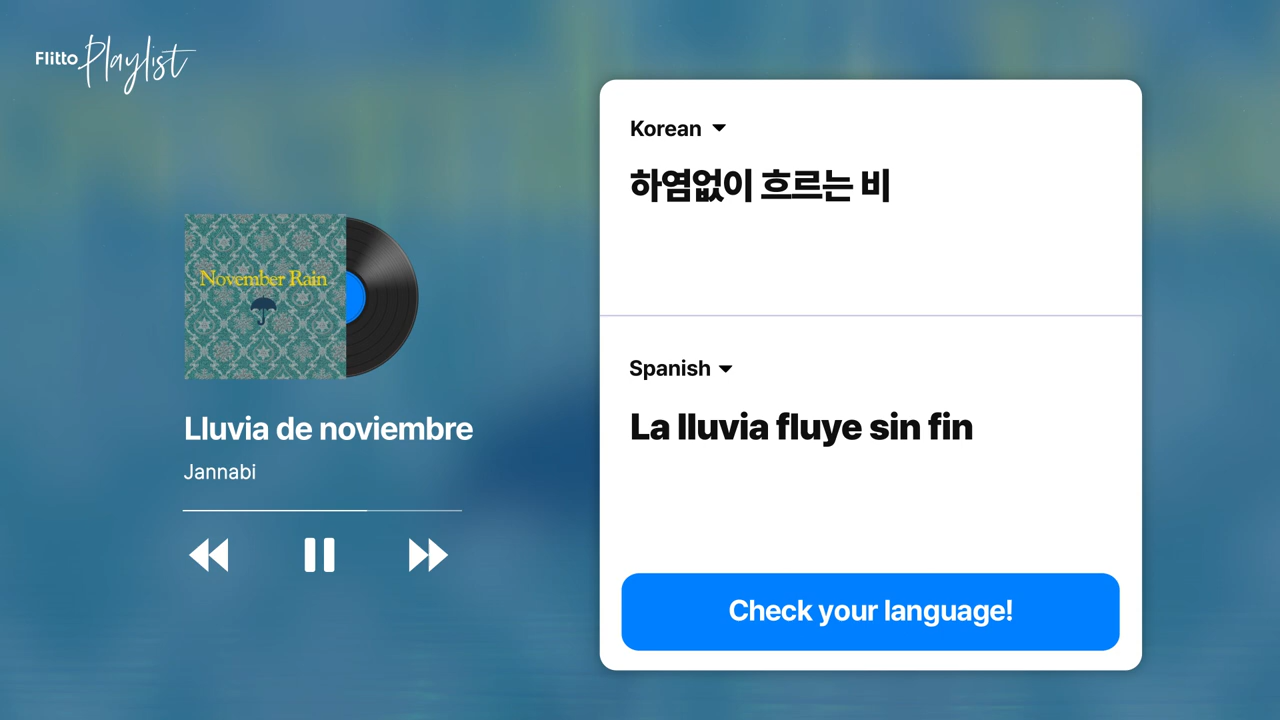 Flitto Playlist
November Rain
Lluvia de noviembre
Jannabi
Korean
하염없이 흐르는 비
Spanish
La lluvia fluye sin fin
Check your language!